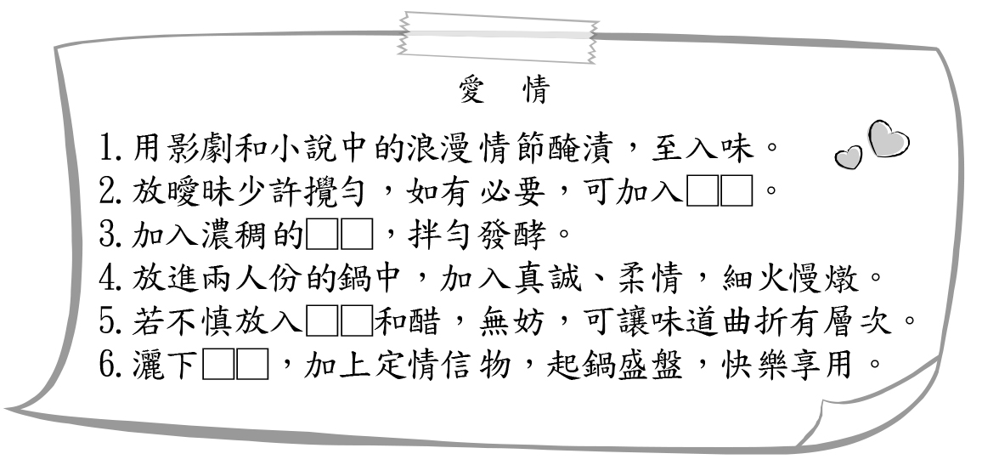 愛　情
1. 用影劇和小說中的浪漫情節醃漬，至入味。
2. 放曖昧少許攪勻，如有必要，可加入□□。
3. 加入濃稠的□□，拌勻發酵。
4. 放進兩人份的鍋中，加入真誠、柔情，細火慢燉。
5. 若不慎放入□□和醋，無妨，可讓味道曲折有層次。
6. 灑下□□，加上定情信物，起鍋盛盤，快樂享用。